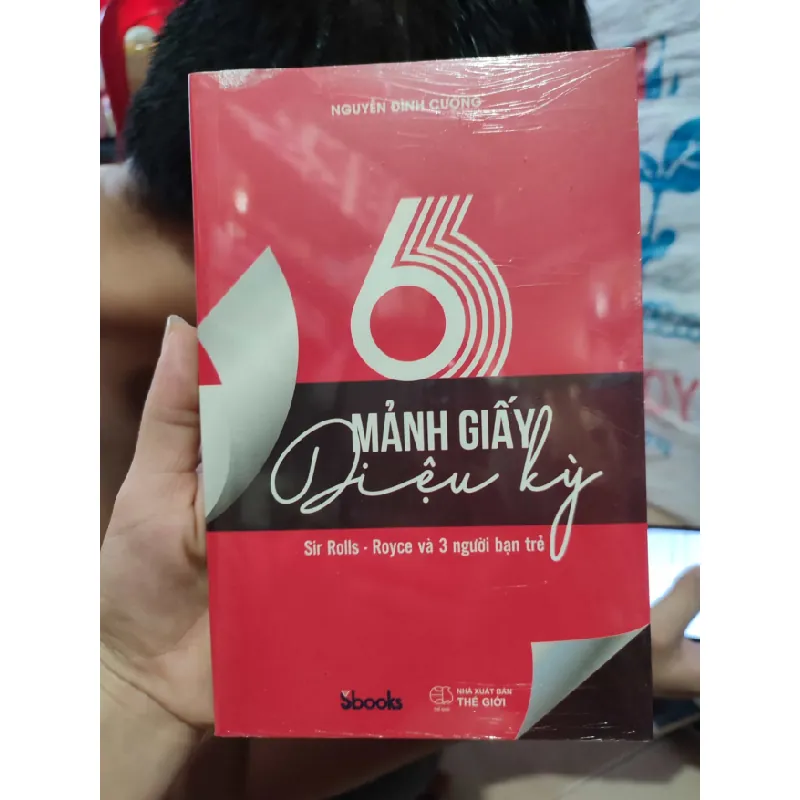 NGUYỄN ĐÌNH CƯỜNG
6
MẢNH GIẤY
Diệu kỳ
Sir Rolls - Royce và 3 người bạn trẻ
Sbooks
NHÀ XUẤT BẢN
THẾ GIỚI